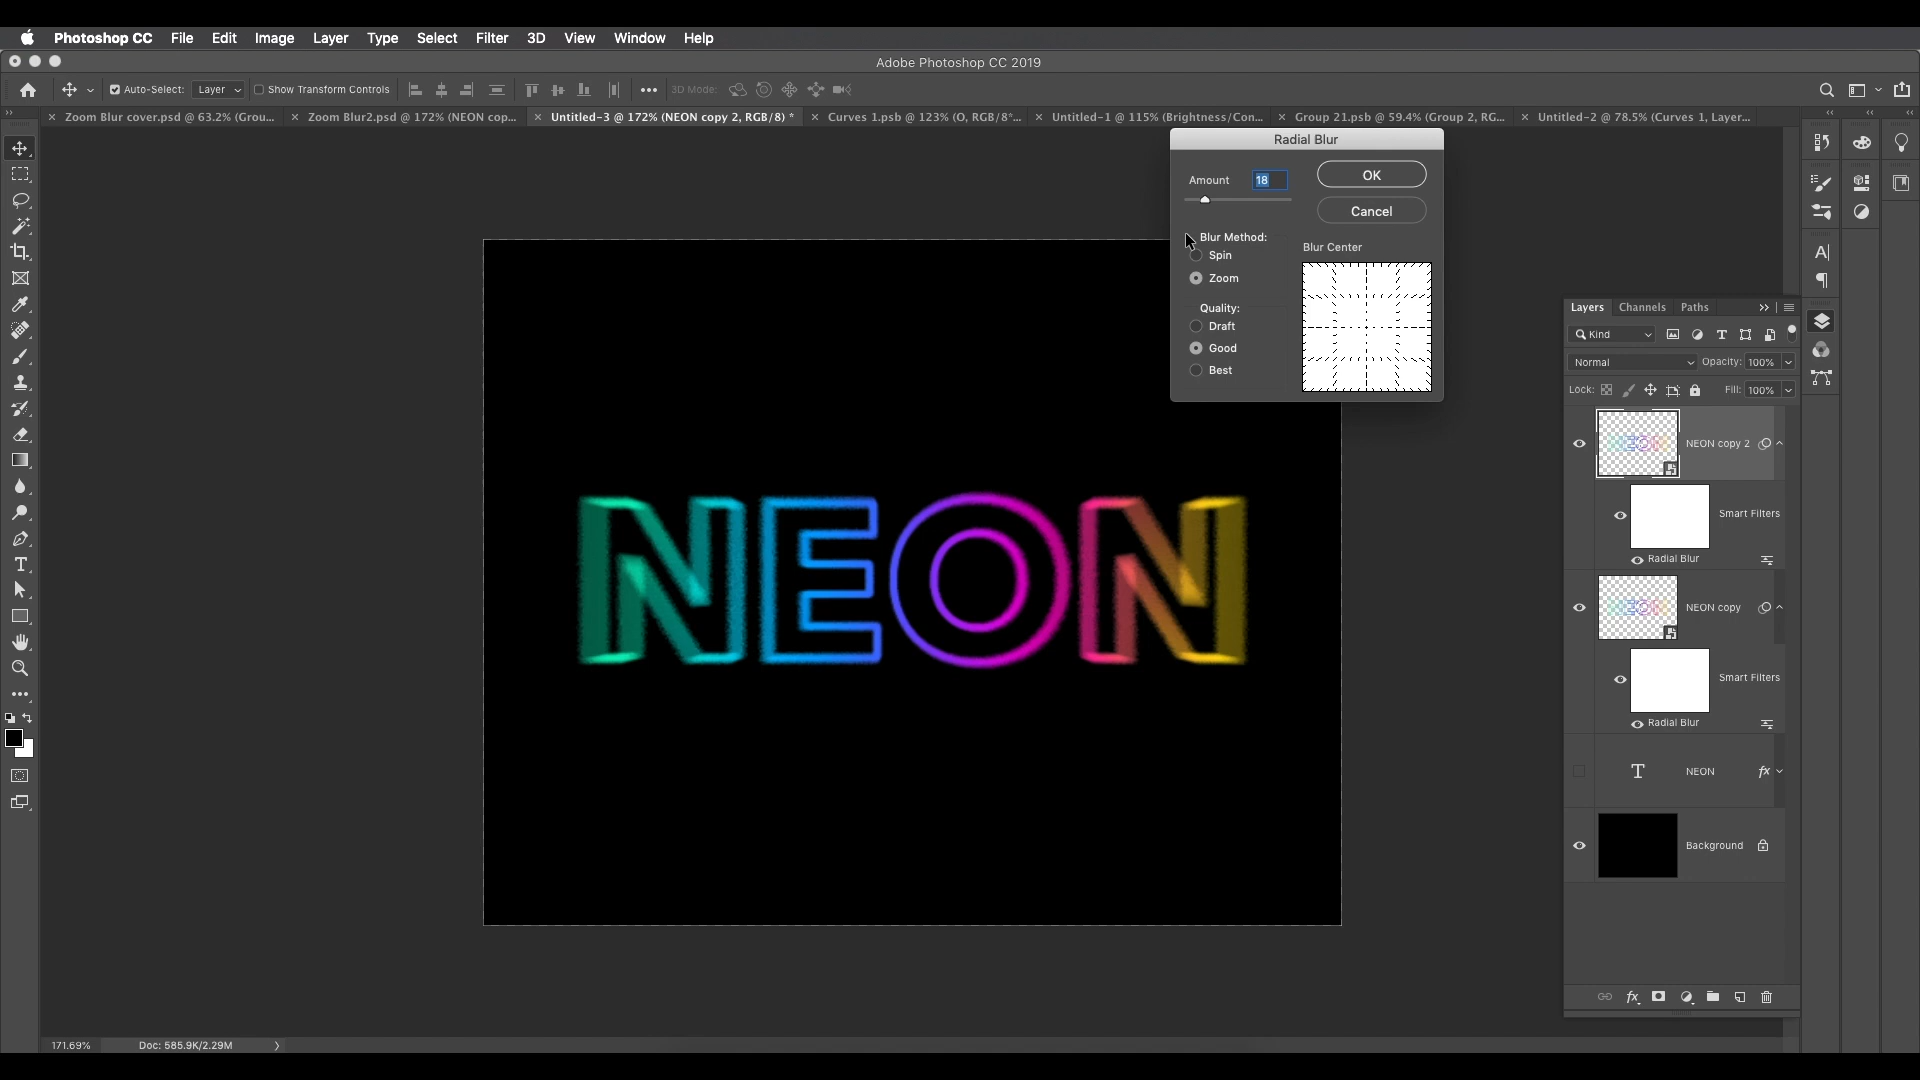 Photoshop CC File Edit Image Layer Type Select Filter 3D View Window Help
Adobe Photoshop CC 2019
Auto-Select: Layer Show Transform Controls 3D Mode:
Zoom Blur cover.psd @ 63.2% (Grou... Zoom Blur2.psd @ 172% (NEON cop... Untitled-3 @ 172% (NEON copy 2, RGB/8) * Curves 1.psb @ 123% (O, RGB/8*... Untitled-1 @ 115% (Brightness/Con... Group 21.psb @ 59.4% (Group 2, RG... Untitled-2 @ 78.5% (Curves 1, Layer...
Radial Blur
Amount 18 OK
Cancel
Blur Method:
Blur Center
Spin
Zoom
Quality:
Draft
Good
Best
NEON
Layers Channels Paths
Kind
Normal Opacity: 100%
Lock: Fill: 100%
NEON copy 2
Smart Filters
Radial Blur
NEON copy
Smart Filters
Radial Blur
NEON fx
Background
fx
171.69% Doc: 585.9K/2.29M